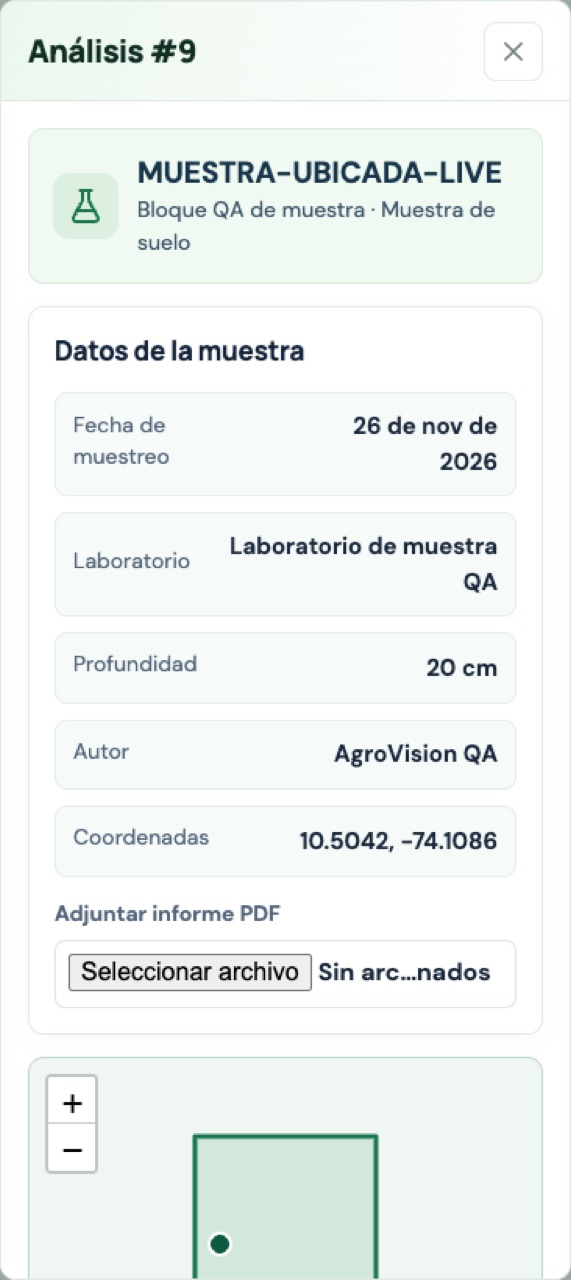 Análisis #9
MUESTRA-UBICADA-LIVE
Bloque QA de muestra · Muestra de
suelo
Datos de la muestra
Fecha de
muestreo
26 de nov de
2026
Laboratorio
Laboratorio de muestra
QA
Profundidad
20 cm
Autor
AgroVision QA
Coordenadas
10.5042, -74.1086
Adjuntar informe PDF
Seleccionar archivo Sin arc...nados
+
−